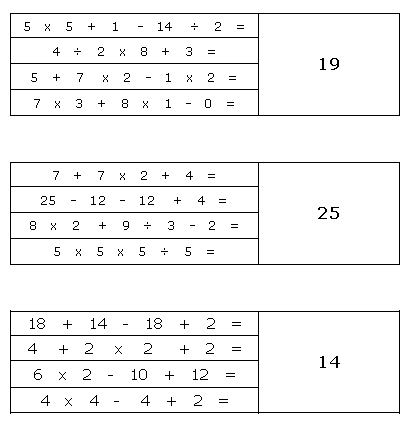 5 x 5 + 1 - 14 ÷ 2 =
4 ÷ 2 x 8 + 3 =
5 + 7 x 2 - 1 x 2 =
7 x 3 + 8 x 1 - 0 =
19
7 + 7 x 2 + 4 =
25 - 12 - 12 + 4 =
8 x 2 + 9 ÷ 3 - 2 =
5 x 5 x 5 ÷ 5 =
25
18 + 14 - 18 + 2 =
4 + 2 x 2 + 2 =
6 x 2 - 10 + 12 =
4 x 4 - 4 + 2 =
14